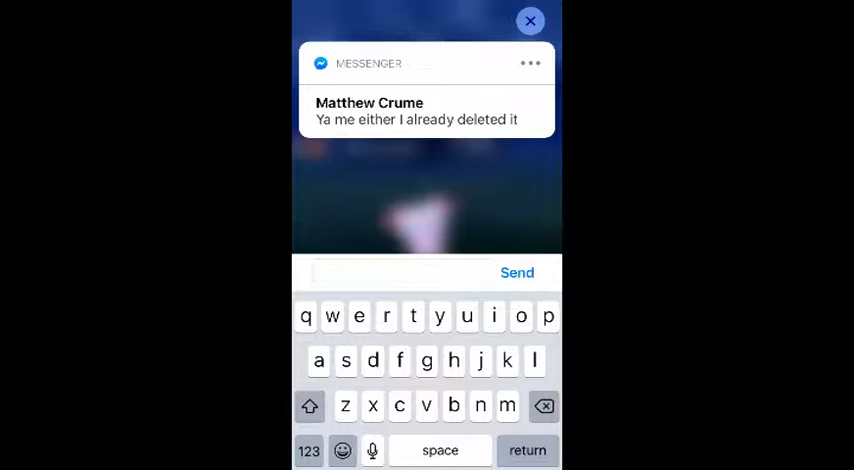 MESSENGER
Matthew Crume
Ya me either I already deleted it
Send
q w e r t y u i o p
a s d f g h j k l
z x c v b n m
123 space return